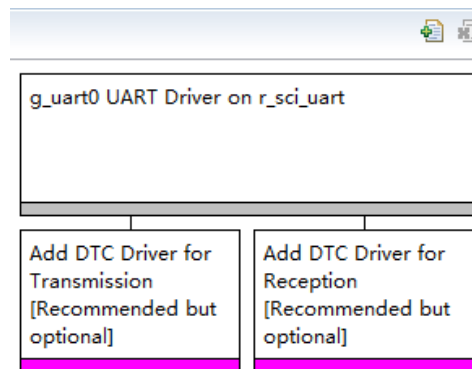 g_uart0 UART Driver on r_sci_uart
Add DTC Driver for
Transmission
[Recommended but
optional]
Add DTC Driver for
Reception
[Recommended but
optional]